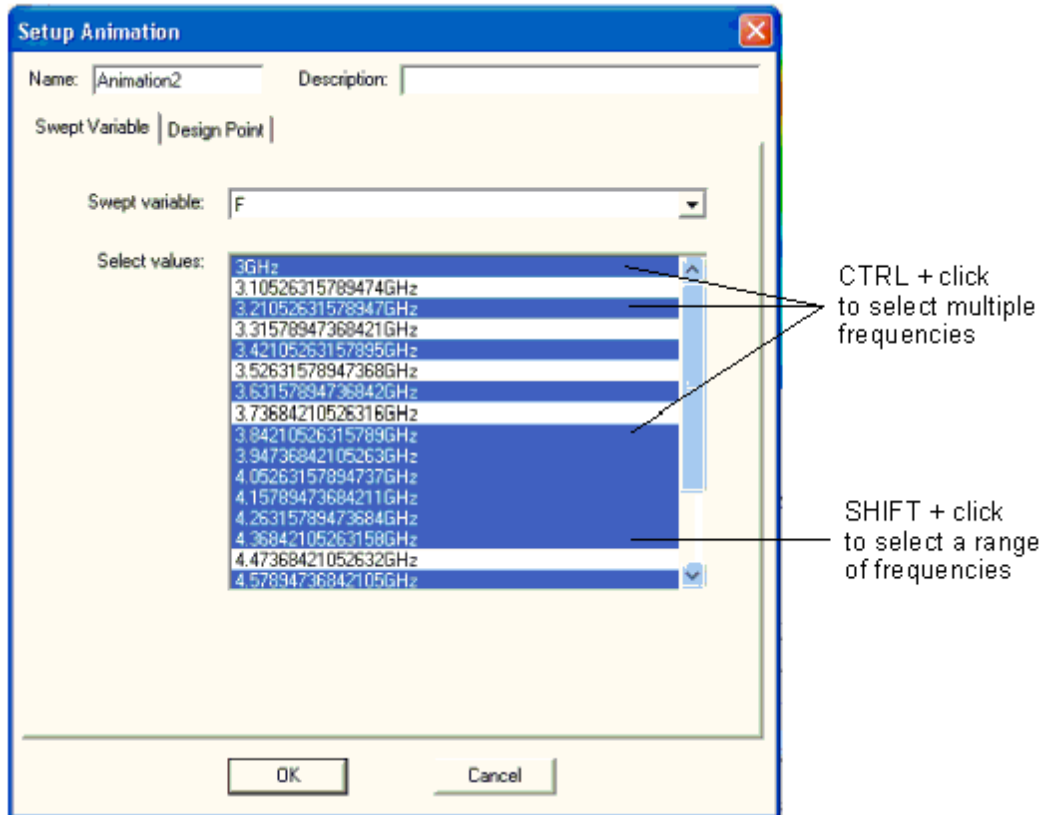 Setup Animation
Name: Animation2 Description:
Swept Variable Design Point
Swept variable: F
Select values:
3GHz
3.10526315789474GHz
3.21052631578947GHz
3.31578947368421GHz
3.42105263157895GHz
3.52631578947368GHz
3.63157894736842GHz
3.73684210526316GHz
3.84210526315789GHz
3.94736842105263GHz
4.05263157894737GHz
4.15789473684211GHz
4.26315789473684GHz
4.36842105263158GHz
4.47368421052632GHz
4.57894736842105GHz
CTRL + click
to select multiple
frequencies
SHIFT + click
to select a range
of frequencies
OK Cancel